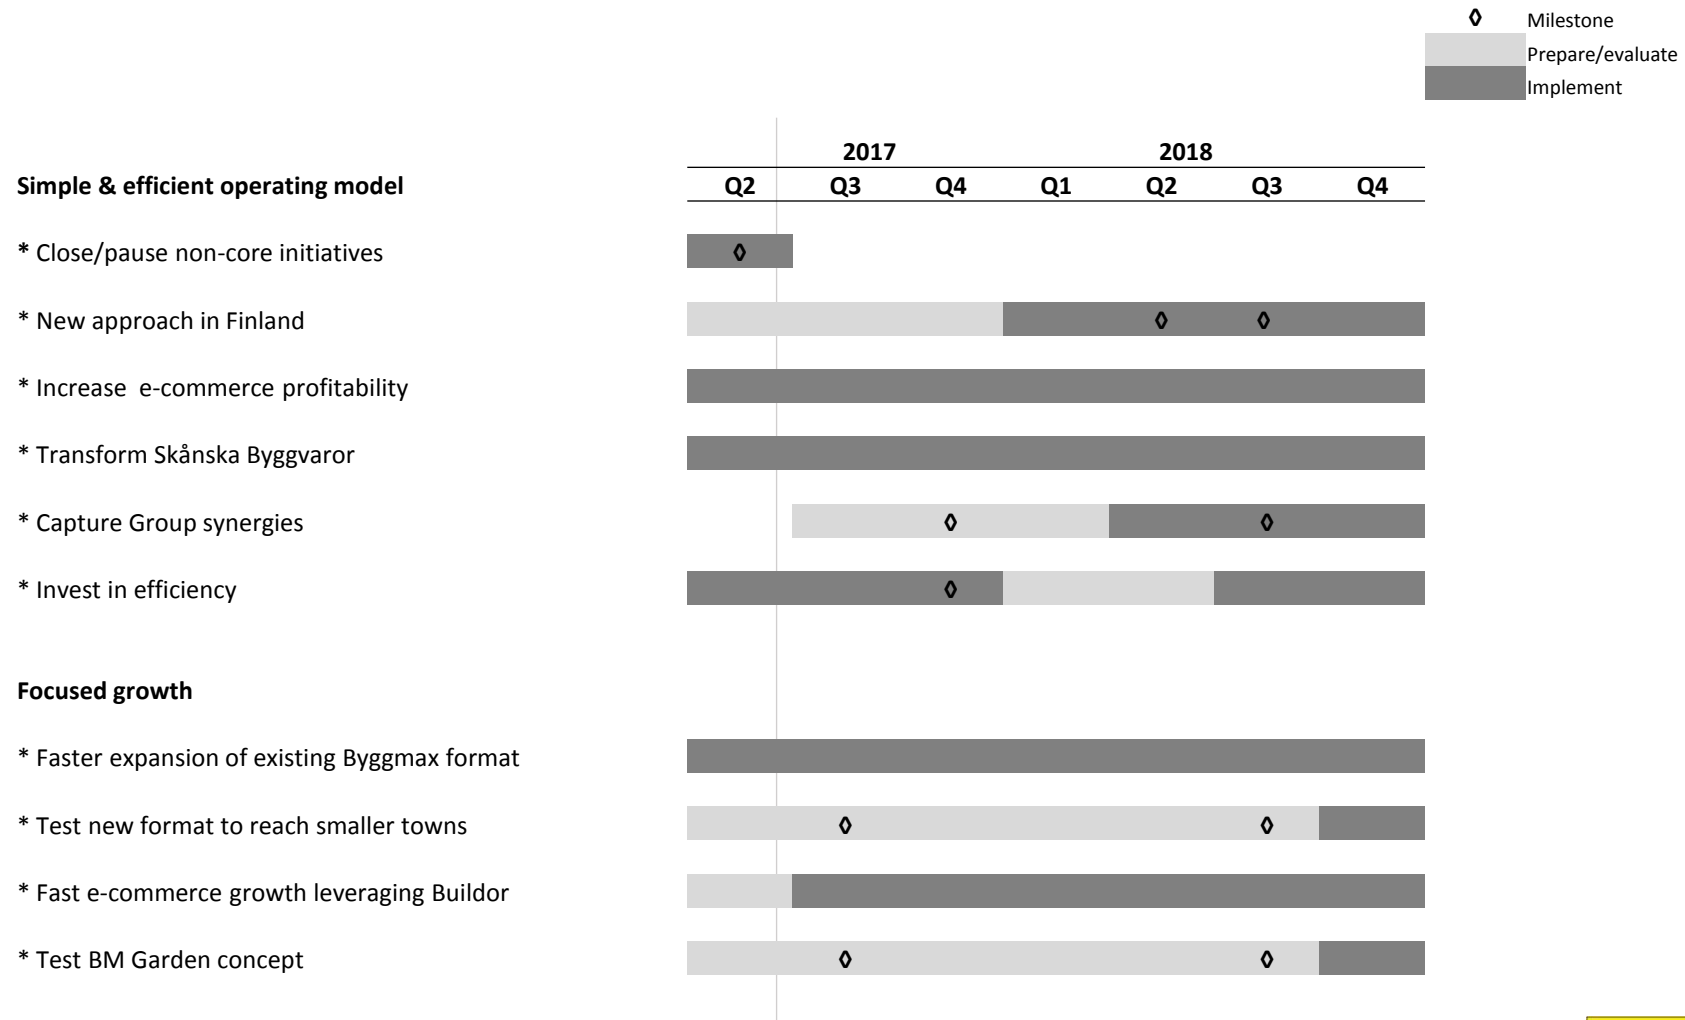 ◊ Milestone
Prepare/evaluate
Implement
2017 2018
Simple & efficient operating model Q2 Q3 Q4 Q1 Q2 Q3 Q4
* Close/pause non-core initiatives ◊
* New approach in Finland ◊ ◊
* Increase e-commerce profitability
* Transform Skånska Byggvaror
* Capture Group synergies ◊ ◊
* Invest in efficiency ◊
Focused growth
* Faster expansion of existing Byggmax format
* Test new format to reach smaller towns ◊ ◊
* Fast e-commerce growth leveraging Buildor
* Test BM Garden concept ◊ ◊